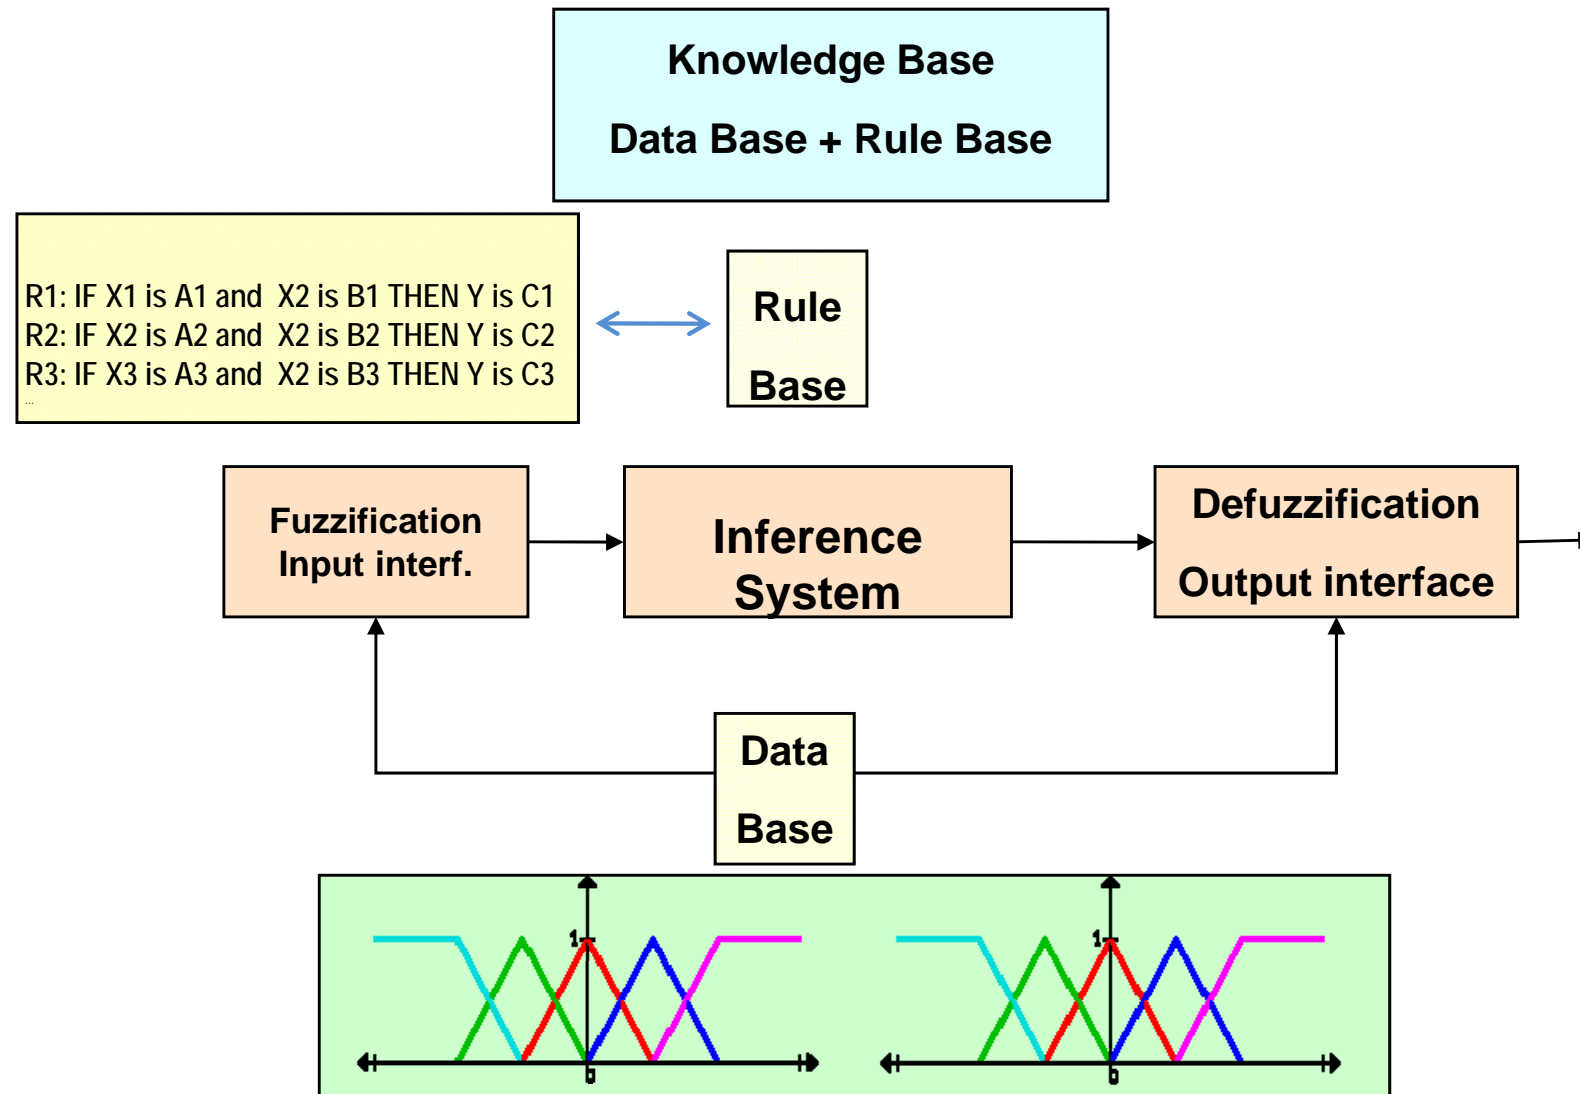 Knowledge Base
Data Base + Rule Base
R1: IF X1 is A1 and X2 is B1 THEN Y is C1
R2: IF X2 is A2 and X2 is B2 THEN Y is C2
R3: IF X3 is A3 and X2 is B3 THEN Y is C3
...
Rule
Base
Fuzzification
Input interf.
Inference
System
Defuzzification
Output interface
Data
Base
1
0
1
0